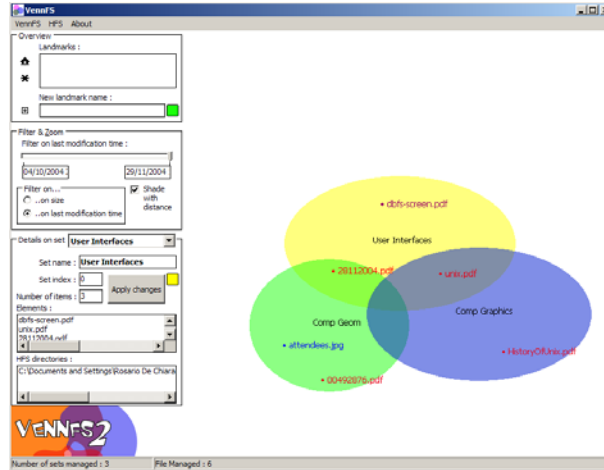 VennFS
VennFS HFS About
Overview
Landmarks :
New landmark name :
Filter & Zoom
Filter on last modification time :
04/10/2004
29/11/2004
Filter on...
..on size
..on last modification time
Shade with distance
Details on set User Interfaces
Set name : User Interfaces
Set index : 0
Number of items : 3
Apply changes
Elements :
dbfs-screen.pdf
unix.pdf
28112004.pdf
HFS directories :
C:\Documents and Settings\Rosario De Chiara
VENNFS2
Number of sets managed : 3
File Managed : 6
dbfs-screen.pdf
User Interfaces
28112004.pdf
unix.pdf
Comp Graphics
Comp Geom
attendees.jpg
HistoryOfUnix.pdf
00492876.pdf